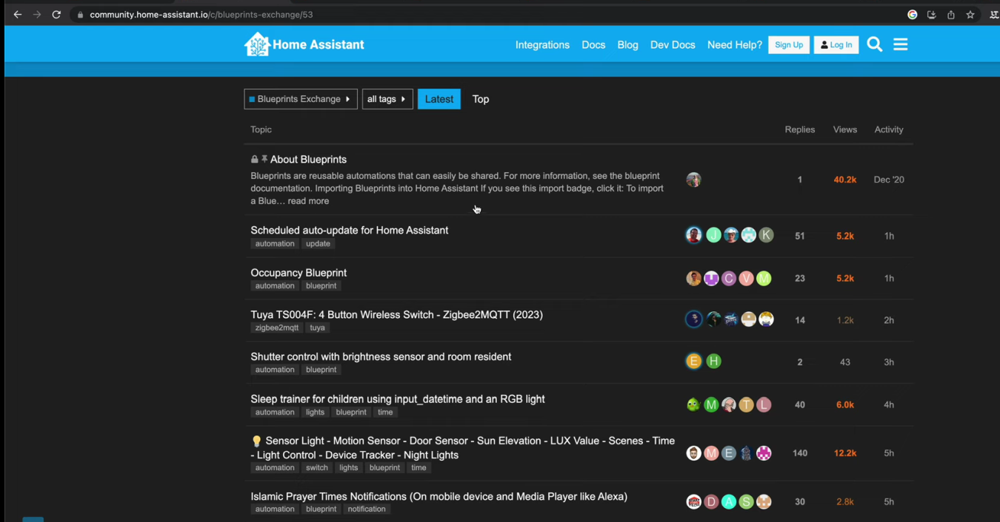 community.home-assistant.io/c/blueprints-exchange/53
Home Assistant
Integrations Docs Blog Dev Docs Need Help? Sign Up Log In
Blueprints Exchange all tags Latest Top
Topic Replies Views Activity
About Blueprints
Blueprints are reusable automations that can easily be shared. For more information, see the blueprint
documentation. Importing Blueprints into Home Assistant If you see this import badge, click it: To import
a Blue… read more
1 40.2k Dec '20
Scheduled auto-update for Home Assistant
automation update
J K
51 5.2k 1h
Occupancy Blueprint
automation blueprint
C V M
23 5.2k 1h
Tuya TS004F: 4 Button Wireless Switch - Zigbee2MQTT (2023)
zigbee2mqtt tuya
14 1.2k 2h
Shutter control with brightness sensor and room resident
automation blueprint
E H
2 43 3h
Sleep trainer for children using input_datetime and an RGB light
automation lights blueprint time
M T L
40 6.0k 4h
Sensor Light - Motion Sensor - Door Sensor - Sun Elevation - LUX Value - Scenes - Time
- Light Control - Device Tracker - Night Lights
automation switch lights blueprint time
M E
140 12.2k 5h
Islamic Prayer Times Notifications (On mobile device and Media Player like Alexa)
automation blueprint notification
D A S
30 2.8k 5h